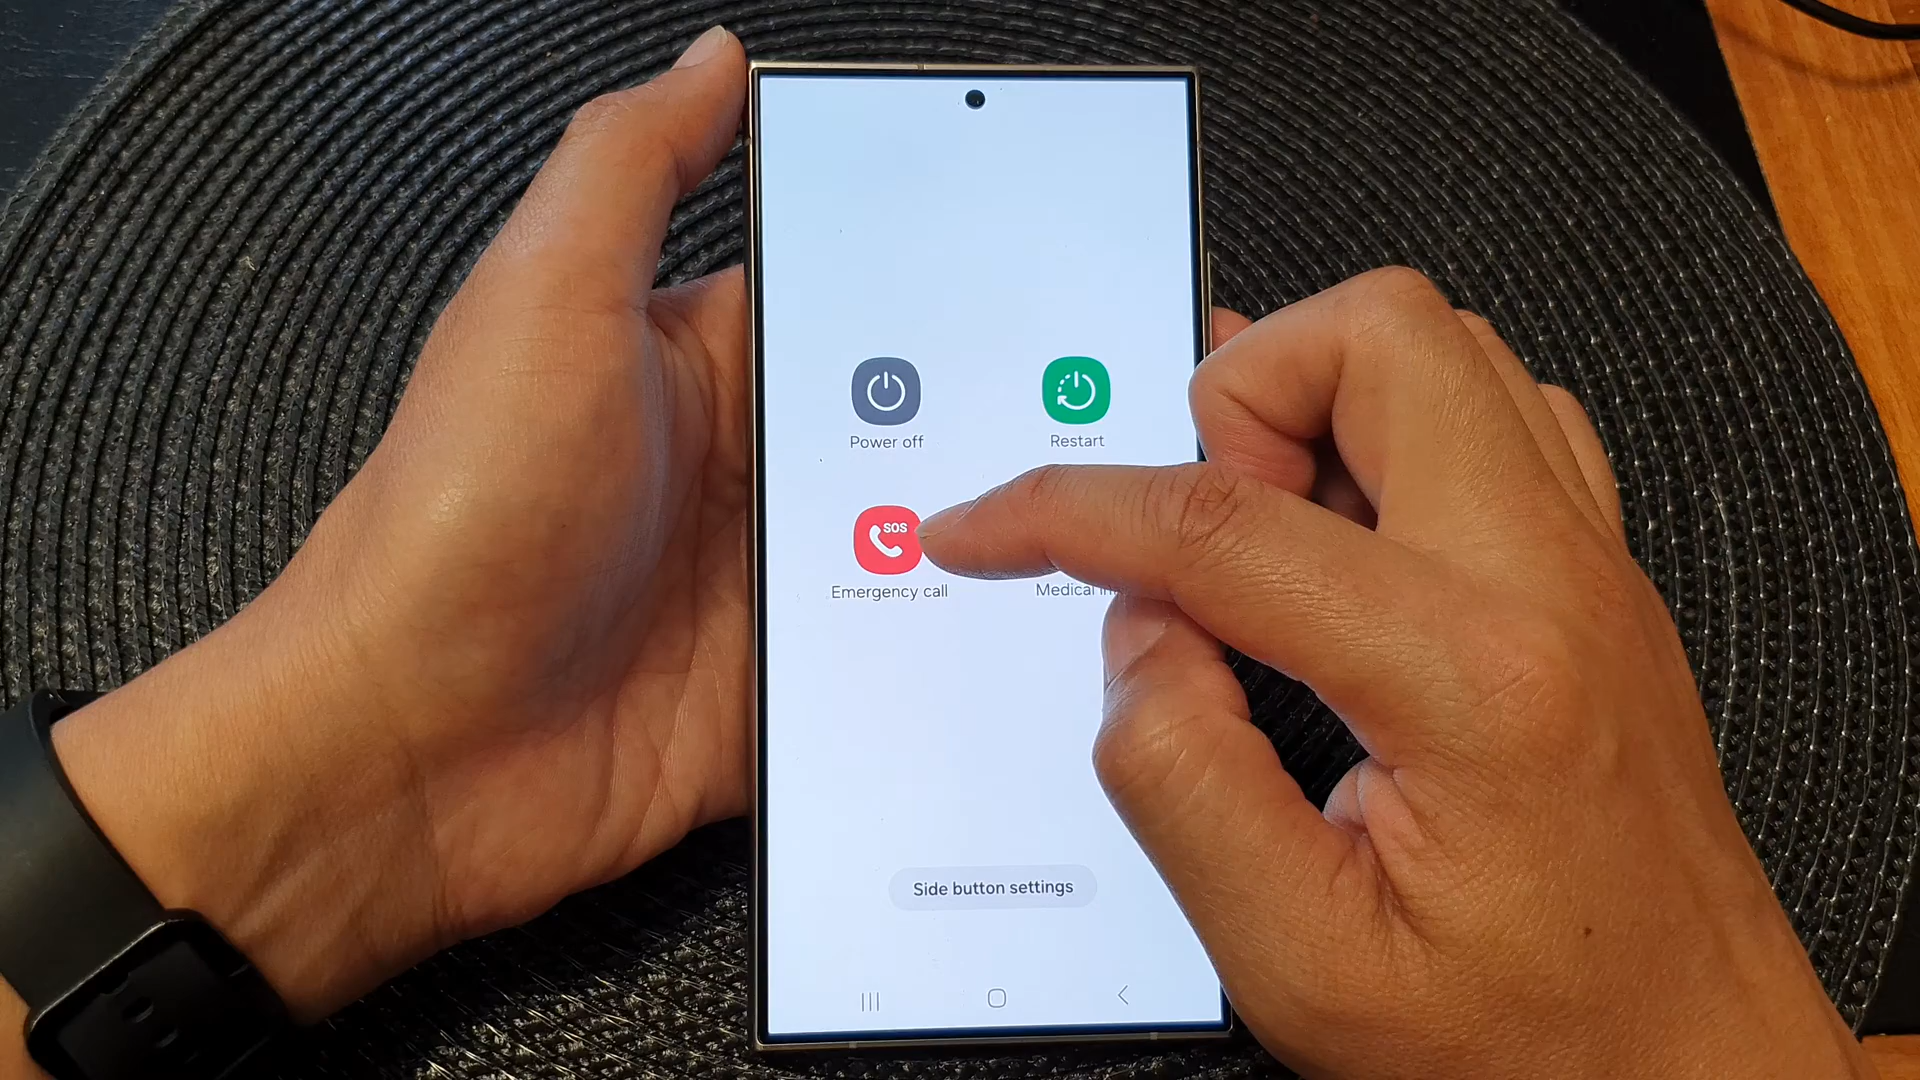 Power off
Restart
SOS
Emergency call
Medical
Side button settings